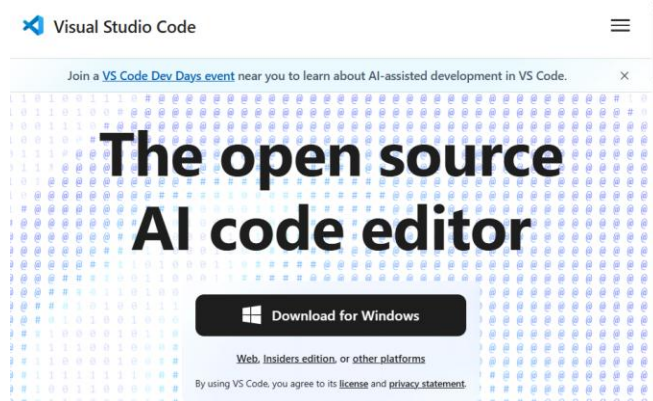 Visual Studio Code
Join a VS Code Dev Days event near you to learn about AI-assisted development in VS Code.
The open source
AI code editor
Download for Windows
Web, Insiders edition, or other platforms
By using VS Code, you agree to its license and privacy statement.